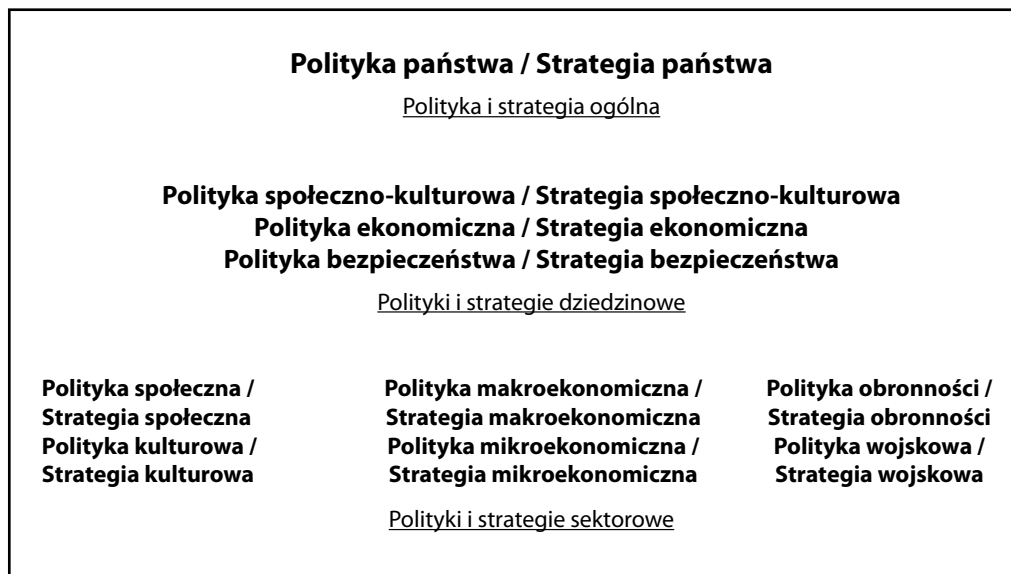 Polityka państwa / Strategia państwa
Polityka i strategia ogólna
Polityka społeczno-kulturowa / Strategia społeczno-kulturowa
Polityka ekonomiczna / Strategia ekonomiczna
Polityka bezpieczeństwa / Strategia bezpieczeństwa
Polityki i strategie dziedzinowe
Polityka społeczna /
Strategia społeczna
Polityka kulturowa /
Strategia kulturowa
Polityka makroekonomiczna /
Strategia makroekonomiczna
Polityka mikroekonomiczna /
Strategia mikroekonomiczna
Polityka obronności /
Strategia obronności
Polityka wojskowa /
Strategia wojskowa
Polityki i strategie sektorowe